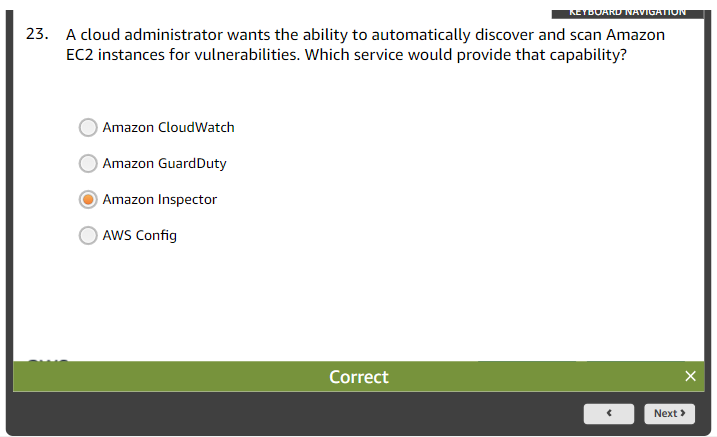 KEYBOARD NAVIGATION
23. A cloud administrator wants the ability to automatically discover and scan Amazon
EC2 instances for vulnerabilities. Which service would provide that capability?
Amazon CloudWatch
Amazon GuardDuty
Amazon Inspector
AWS Config
Correct
Next